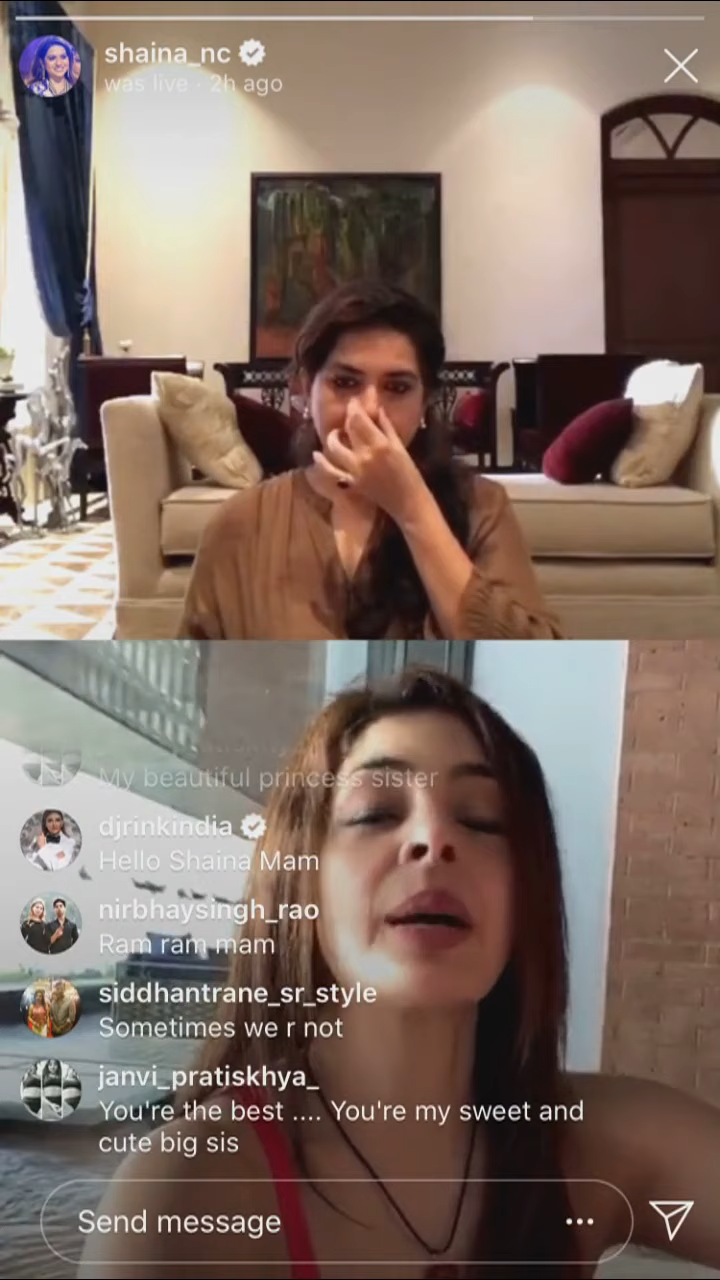 shaina_nc
was live · 2h ago
My beautiful princess sister
djrinkindia
Hello Shaina Mam
nirbhaysingh_rao
Ram ram mam
siddhantrane_sr_style
Sometimes we r not
janvi_pratiskhya_
You're the best .... You're my sweet and
cute big sis
Send message